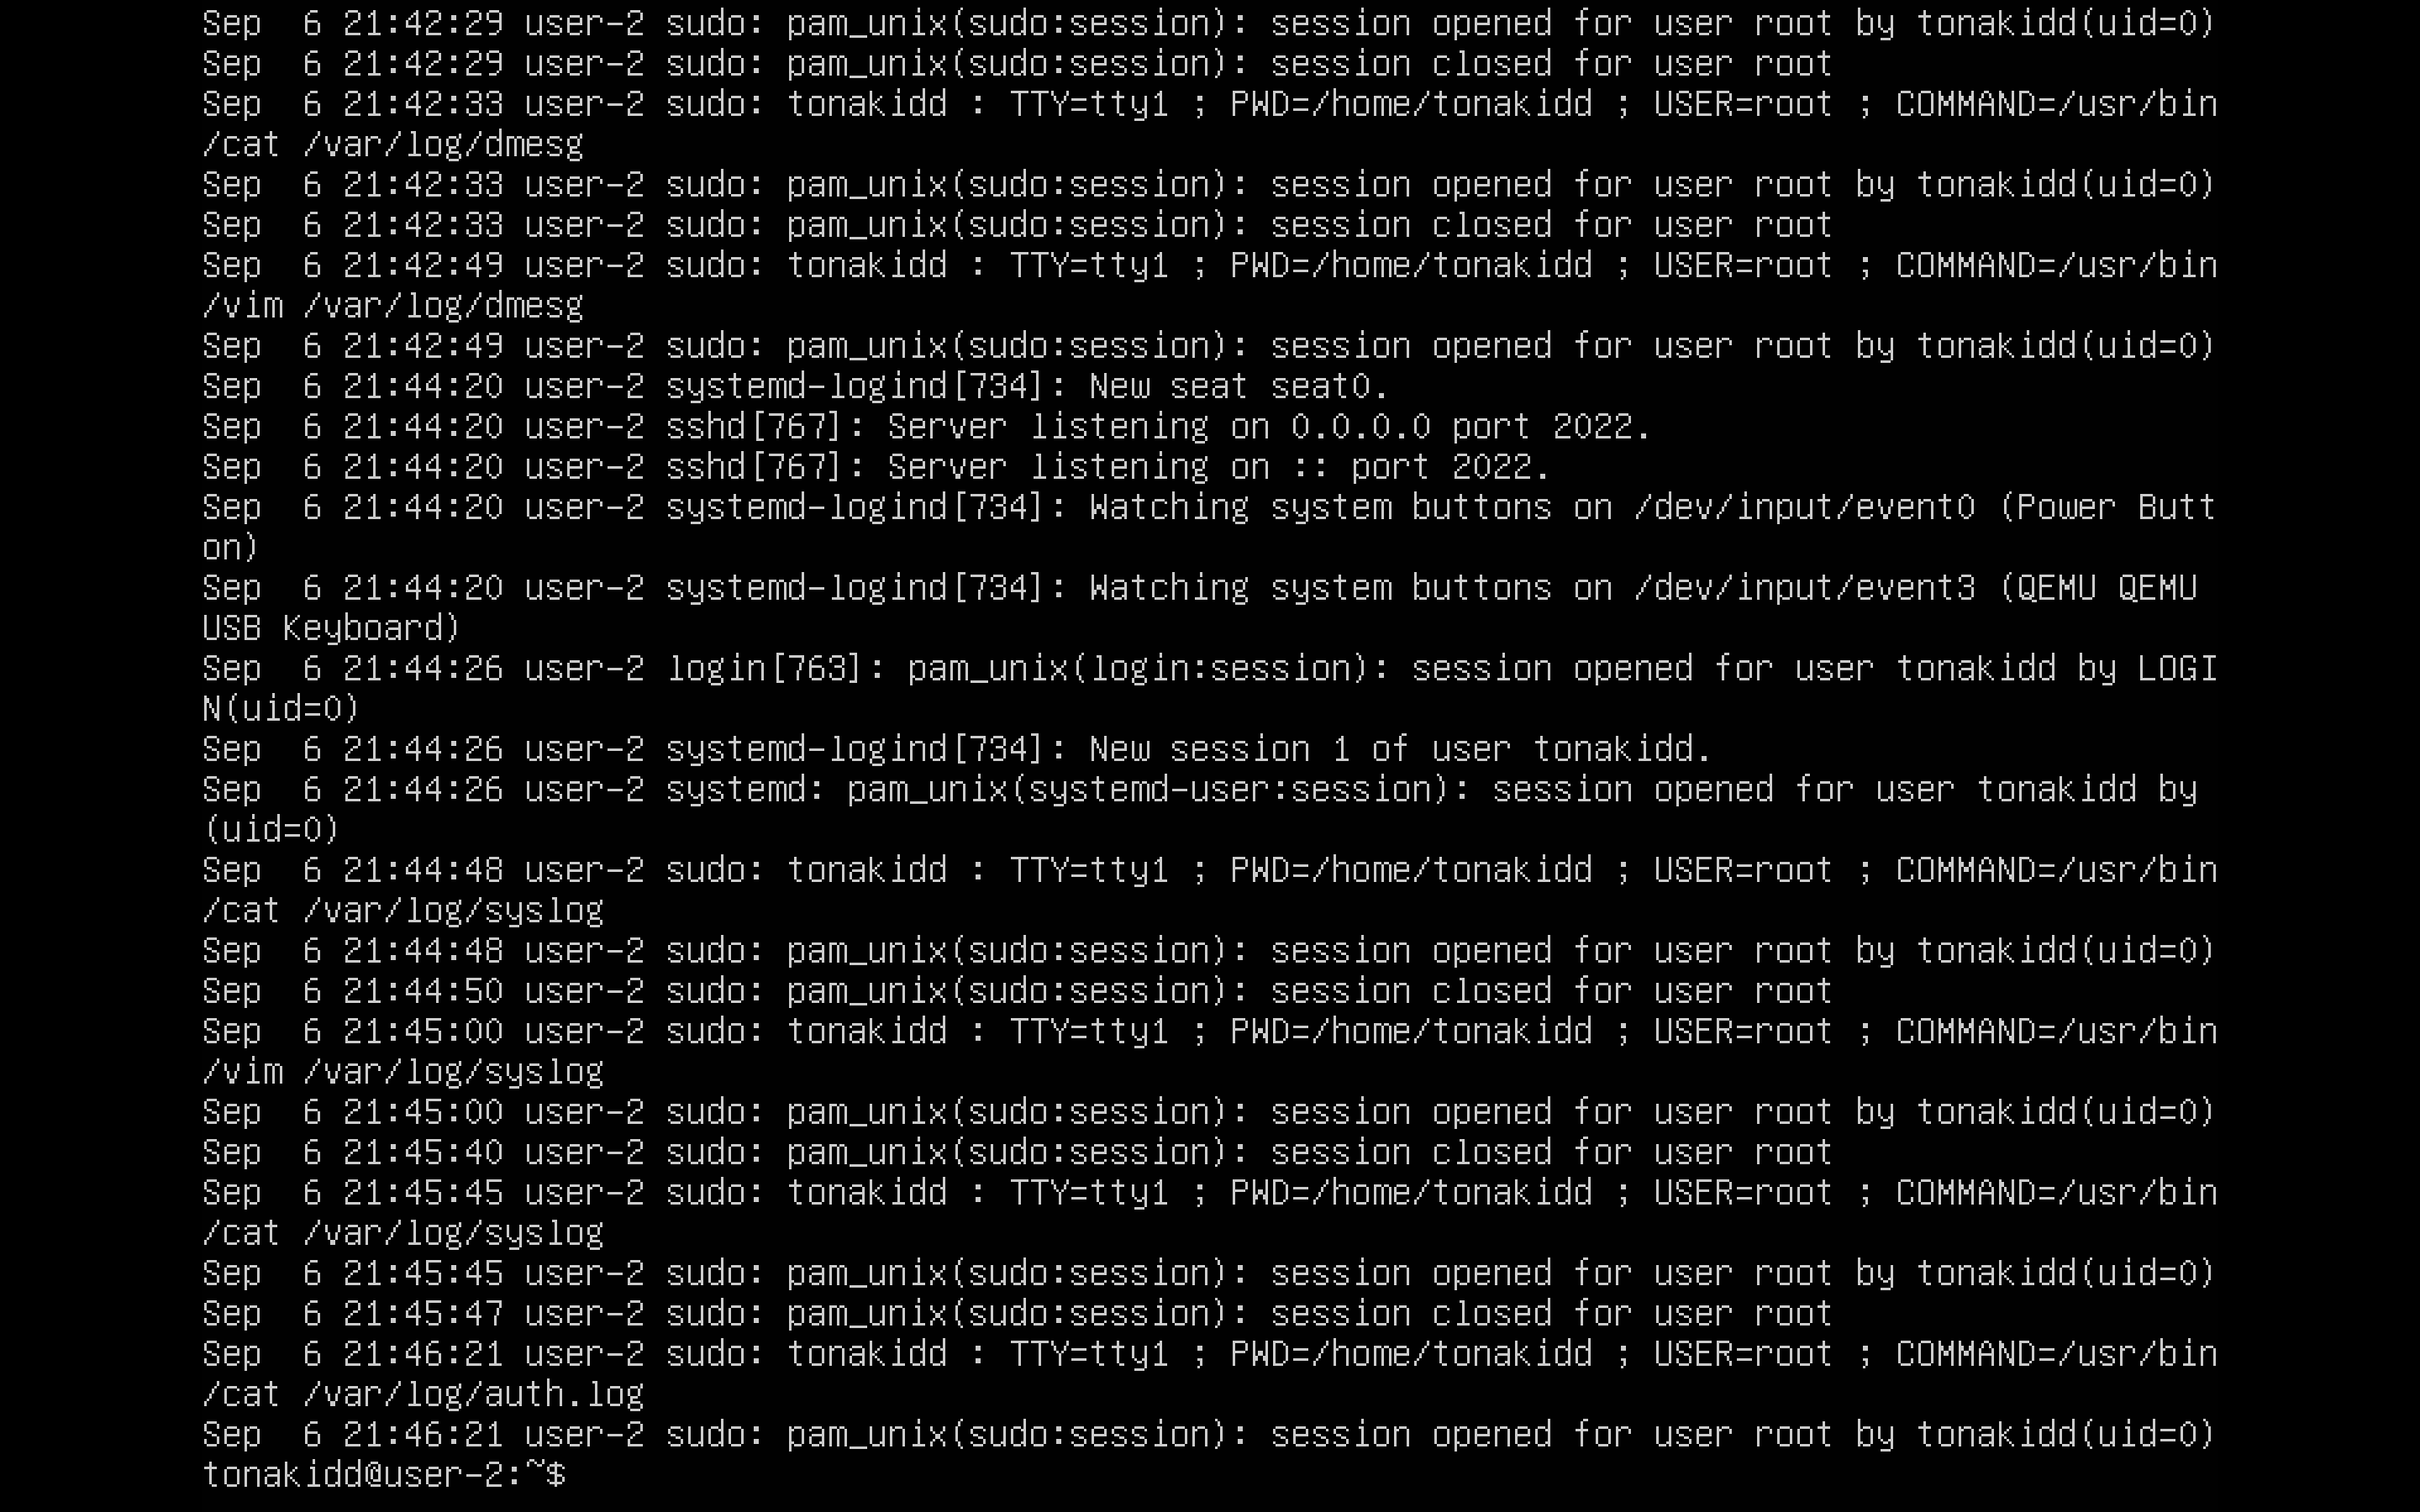 Sep  6 21:42:29 user-2 sudo: pam_unix(sudo:session): session opened for user root by tonakidd(uid=0)
Sep  6 21:42:29 user-2 sudo: pam_unix(sudo:session): session closed for user root
Sep  6 21:42:33 user-2 sudo: tonakidd : TTY=tty1 ; PWD=/home/tonakidd ; USER=root ; COMMAND=/usr/bin
/cat /var/log/dmesg
Sep  6 21:42:33 user-2 sudo: pam_unix(sudo:session): session opened for user root by tonakidd(uid=0)
Sep  6 21:42:33 user-2 sudo: pam_unix(sudo:session): session closed for user root
Sep  6 21:42:49 user-2 sudo: tonakidd : TTY=tty1 ; PWD=/home/tonakidd ; USER=root ; COMMAND=/usr/bin
/vim /var/log/dmesg
Sep  6 21:42:49 user-2 sudo: pam_unix(sudo:session): session opened for user root by tonakidd(uid=0)
Sep  6 21:44:20 user-2 systemd-logind[734]: New seat seat0.
Sep  6 21:44:20 user-2 sshd[767]: Server listening on 0.0.0.0 port 2022.
Sep  6 21:44:20 user-2 sshd[767]: Server listening on :: port 2022.
Sep  6 21:44:20 user-2 systemd-logind[734]: Watching system buttons on /dev/input/event0 (Power Butt
on)
Sep  6 21:44:20 user-2 systemd-logind[734]: Watching system buttons on /dev/input/event3 (QEMU QEMU
USB Keyboard)
Sep  6 21:44:26 user-2 login[763]: pam_unix(login:session): session opened for user tonakidd by LOGI
N(uid=0)
Sep  6 21:44:26 user-2 systemd-logind[734]: New session 1 of user tonakidd.
Sep  6 21:44:26 user-2 systemd: pam_unix(systemd-user:session): session opened for user tonakidd by
(uid=0)
Sep  6 21:44:48 user-2 sudo: tonakidd : TTY=tty1 ; PWD=/home/tonakidd ; USER=root ; COMMAND=/usr/bin
/cat /var/log/syslog
Sep  6 21:44:48 user-2 sudo: pam_unix(sudo:session): session opened for user root by tonakidd(uid=0)
Sep  6 21:44:50 user-2 sudo: pam_unix(sudo:session): session closed for user root
Sep  6 21:45:00 user-2 sudo: tonakidd : TTY=tty1 ; PWD=/home/tonakidd ; USER=root ; COMMAND=/usr/bin
/vim /var/log/syslog
Sep  6 21:45:00 user-2 sudo: pam_unix(sudo:session): session opened for user root by tonakidd(uid=0)
Sep  6 21:45:40 user-2 sudo: pam_unix(sudo:session): session closed for user root
Sep  6 21:45:45 user-2 sudo: tonakidd : TTY=tty1 ; PWD=/home/tonakidd ; USER=root ; COMMAND=/usr/bin
/cat /var/log/syslog
Sep  6 21:45:45 user-2 sudo: pam_unix(sudo:session): session opened for user root by tonakidd(uid=0)
Sep  6 21:45:47 user-2 sudo: pam_unix(sudo:session): session closed for user root
Sep  6 21:46:21 user-2 sudo: tonakidd : TTY=tty1 ; PWD=/home/tonakidd ; USER=root ; COMMAND=/usr/bin
/cat /var/log/auth.log
Sep  6 21:46:21 user-2 sudo: pam_unix(sudo:session): session opened for user root by tonakidd(uid=0)
tonakidd@user-2:~$